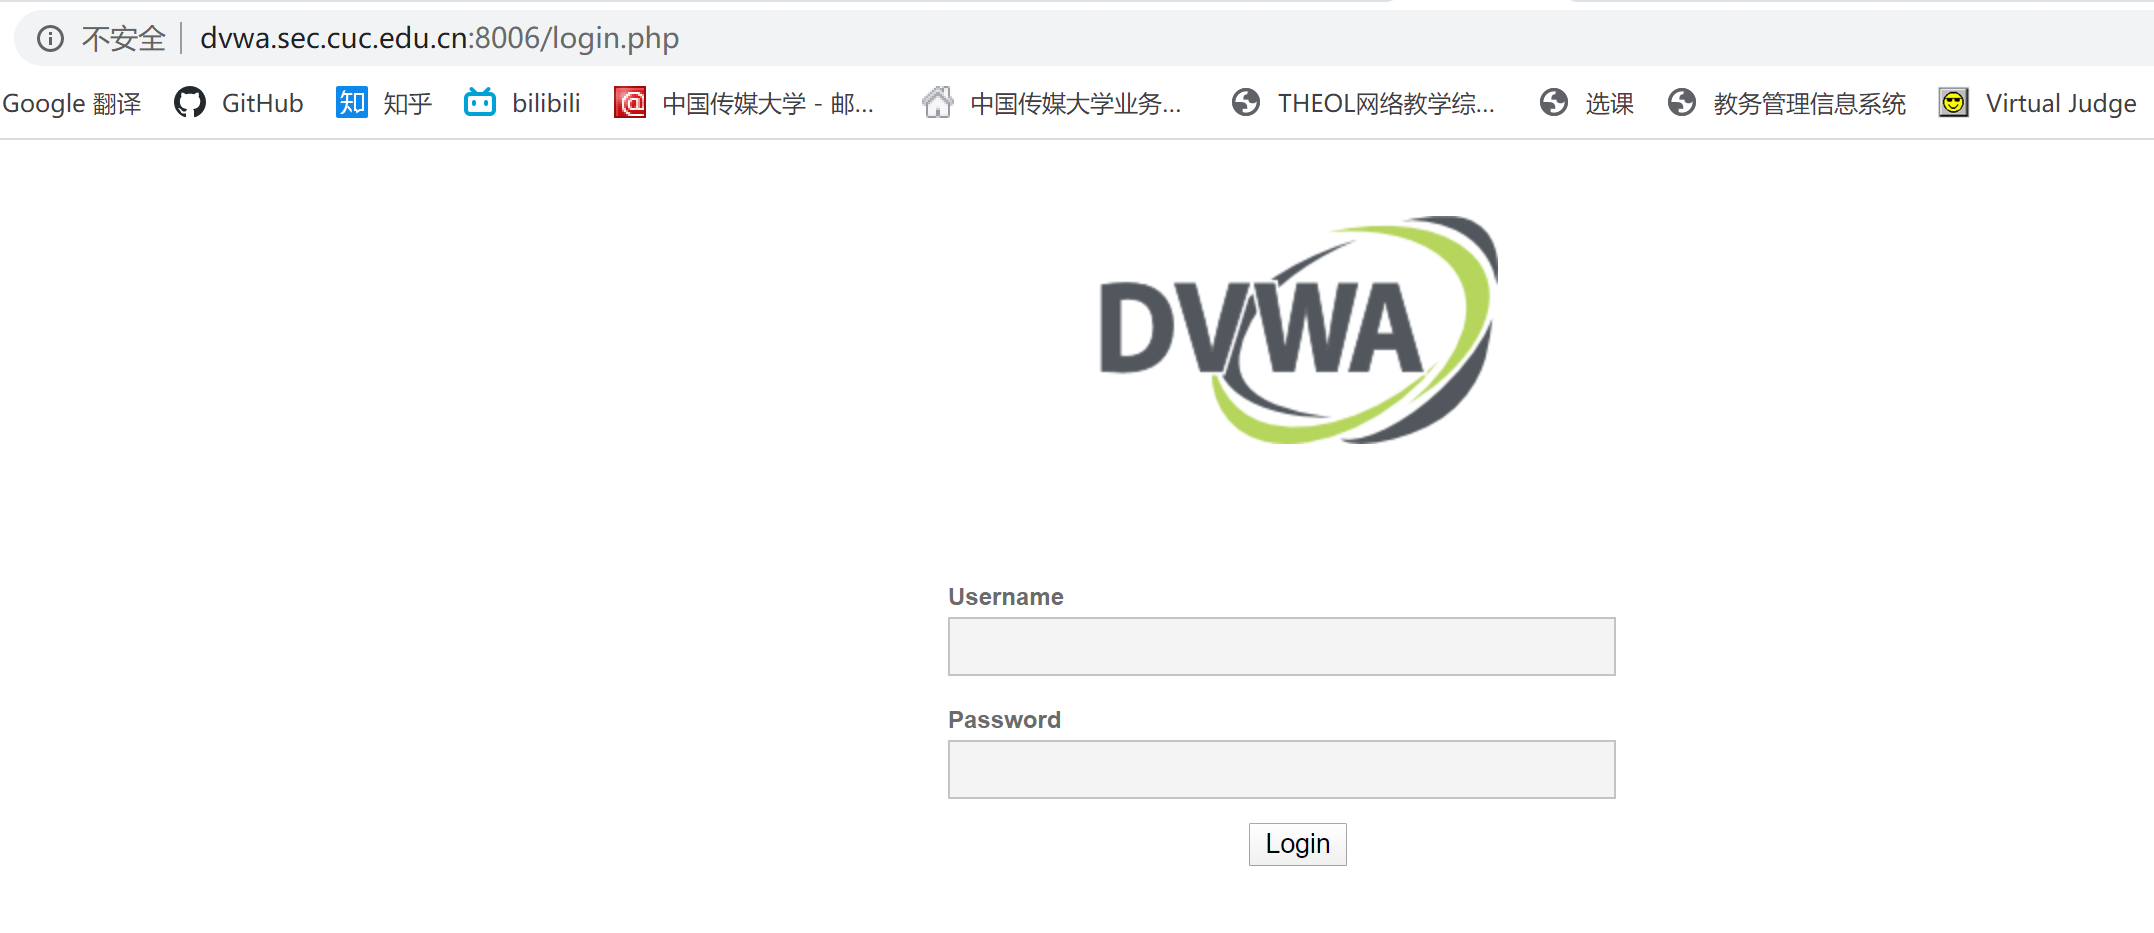 不安全 dvwa.sec.cuc.edu.cn:8006/login.php
Google 翻译 GitHub 知 知乎 bilibili @ 中国传媒大学 - 邮... 中国传媒大学业务... THEOL网络教学综... 选课 教务管理信息系统 Virtual Judge
DVWA
Username
Password
Login